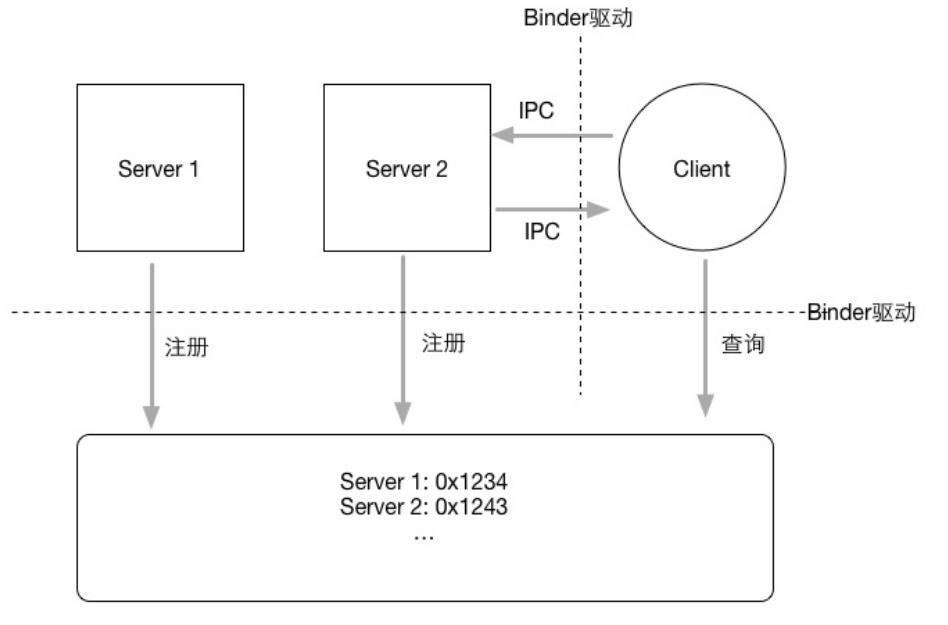 Binder驱动
IPC
Server 1
Server 2
Client
IPC
Binder驱动
注册
注册
查询
Server 1: 0x1234
Server 2: 0x1243
...